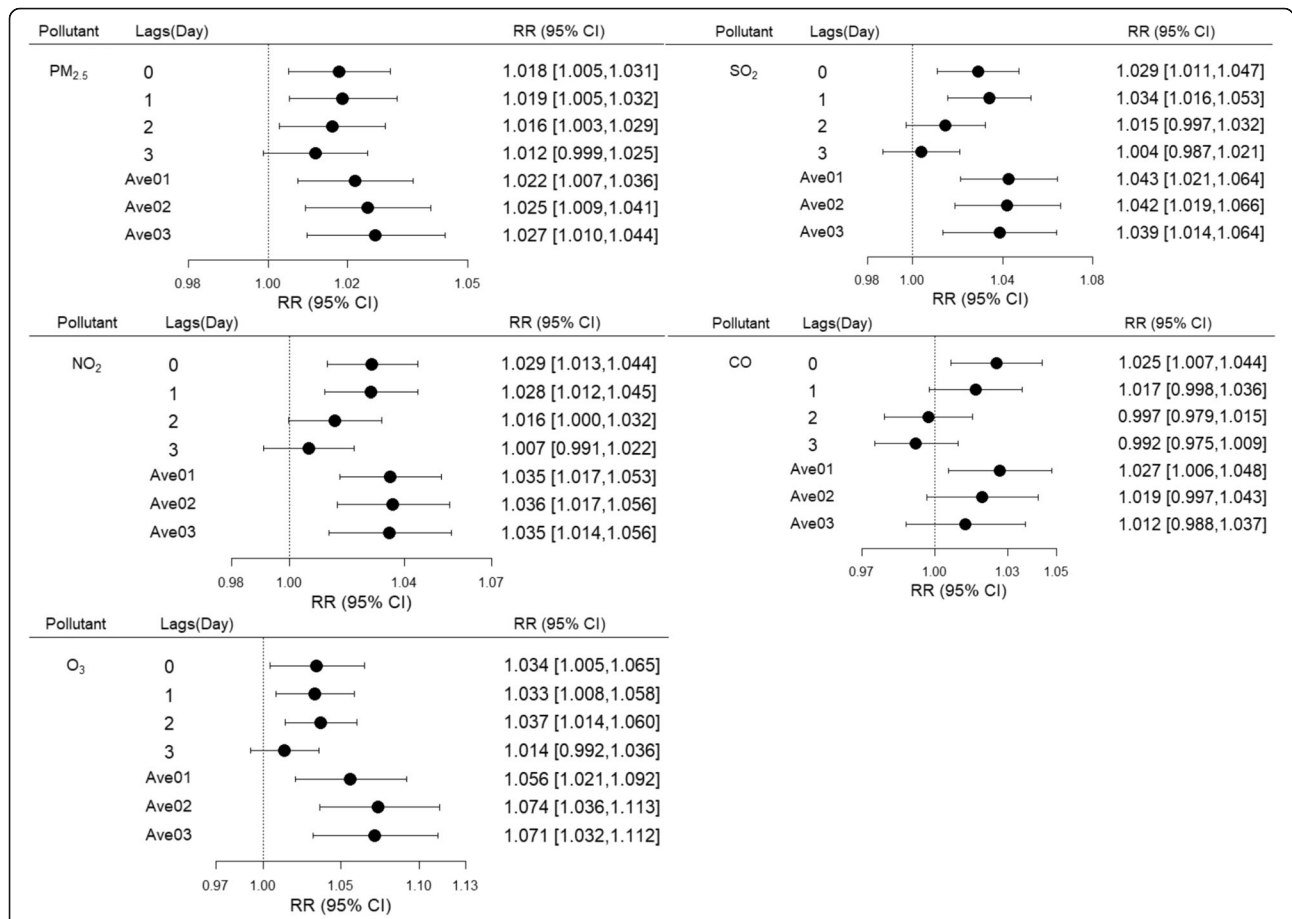 Pollutant Lags(Day) RR (95% CI)
PM2.5 0 1.018 [1.005,1.031]
1 1.019 [1.005,1.032]
2 1.016 [1.003,1.029]
3 1.012 [0.999,1.025]
Ave01 1.022 [1.007,1.036]
Ave02 1.025 [1.009,1.041]
Ave03 1.027 [1.010,1.044]
0.98 1.00 1.02 1.05
RR (95% CI)
Pollutant Lags(Day) RR (95% CI)
SO2 0 1.029 [1.011,1.047]
1 1.034 [1.016,1.053]
2 1.015 [0.997,1.032]
3 1.004 [0.987,1.021]
Ave01 1.043 [1.021,1.064]
Ave02 1.042 [1.019,1.066]
Ave03 1.039 [1.014,1.064]
0.98 1.00 1.04 1.08
RR (95% CI)
Pollutant Lags(Day) RR (95% CI)
NO2 0 1.029 [1.013,1.044]
1 1.028 [1.012,1.045]
2 1.016 [1.000,1.032]
3 1.007 [0.991,1.022]
Ave01 1.035 [1.017,1.053]
Ave02 1.036 [1.017,1.056]
Ave03 1.035 [1.014,1.056]
0.98 1.00 1.04 1.07
RR (95% CI)
Pollutant Lags(Day) RR (95% CI)
CO 0 1.025 [1.007,1.044]
1 1.017 [0.998,1.036]
2 0.997 [0.979,1.015]
3 0.992 [0.975,1.009]
Ave01 1.027 [1.006,1.048]
Ave02 1.019 [0.997,1.043]
Ave03 1.012 [0.988,1.037]
0.97 1.00 1.03 1.05
RR (95% CI)
Pollutant Lags(Day) RR (95% CI)
O3 0 1.034 [1.005,1.065]
1 1.033 [1.008,1.058]
2 1.037 [1.014,1.060]
3 1.014 [0.992,1.036]
Ave01 1.056 [1.021,1.092]
Ave02 1.074 [1.036,1.113]
Ave03 1.071 [1.032,1.112]
0.97 1.00 1.05 1.10 1.13
RR (95% CI)